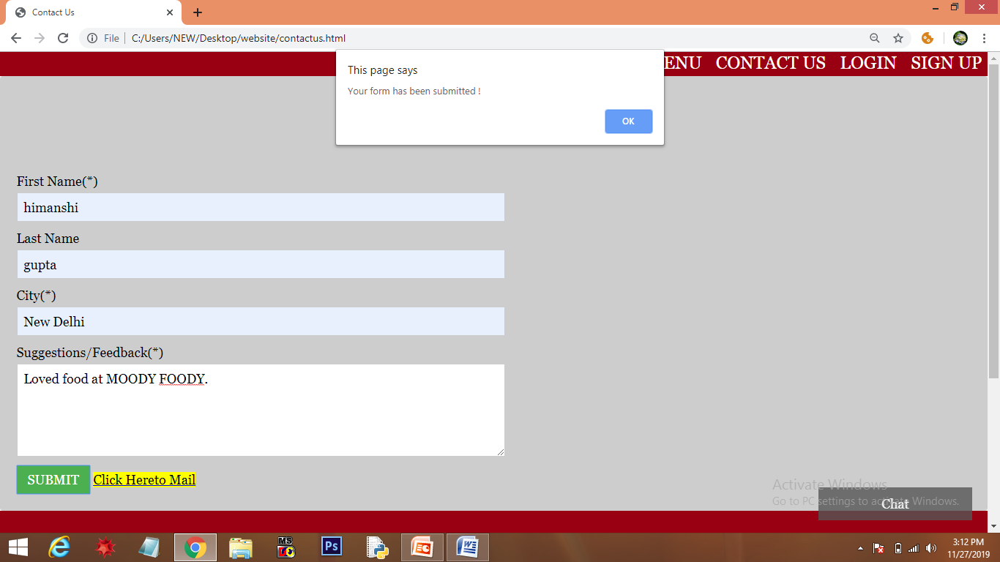 Contact Us
File
C:/Users/NEW/Desktop/website/contactus.html
ENU CONTACT US LOGIN SIGN UP
This page says
Your form has been submitted !
OK
First Name(*)
himanshi
Last Name
gupta
City(*)
New Delhi
Suggestions/Feedback(*)
Loved food at MOODY FOODY.
SUBMIT Click Hereto Mail
Activate Windows
Go to PC settings to activate Windows.
Chat
MS
Ps
3:12 PM
11/27/2019